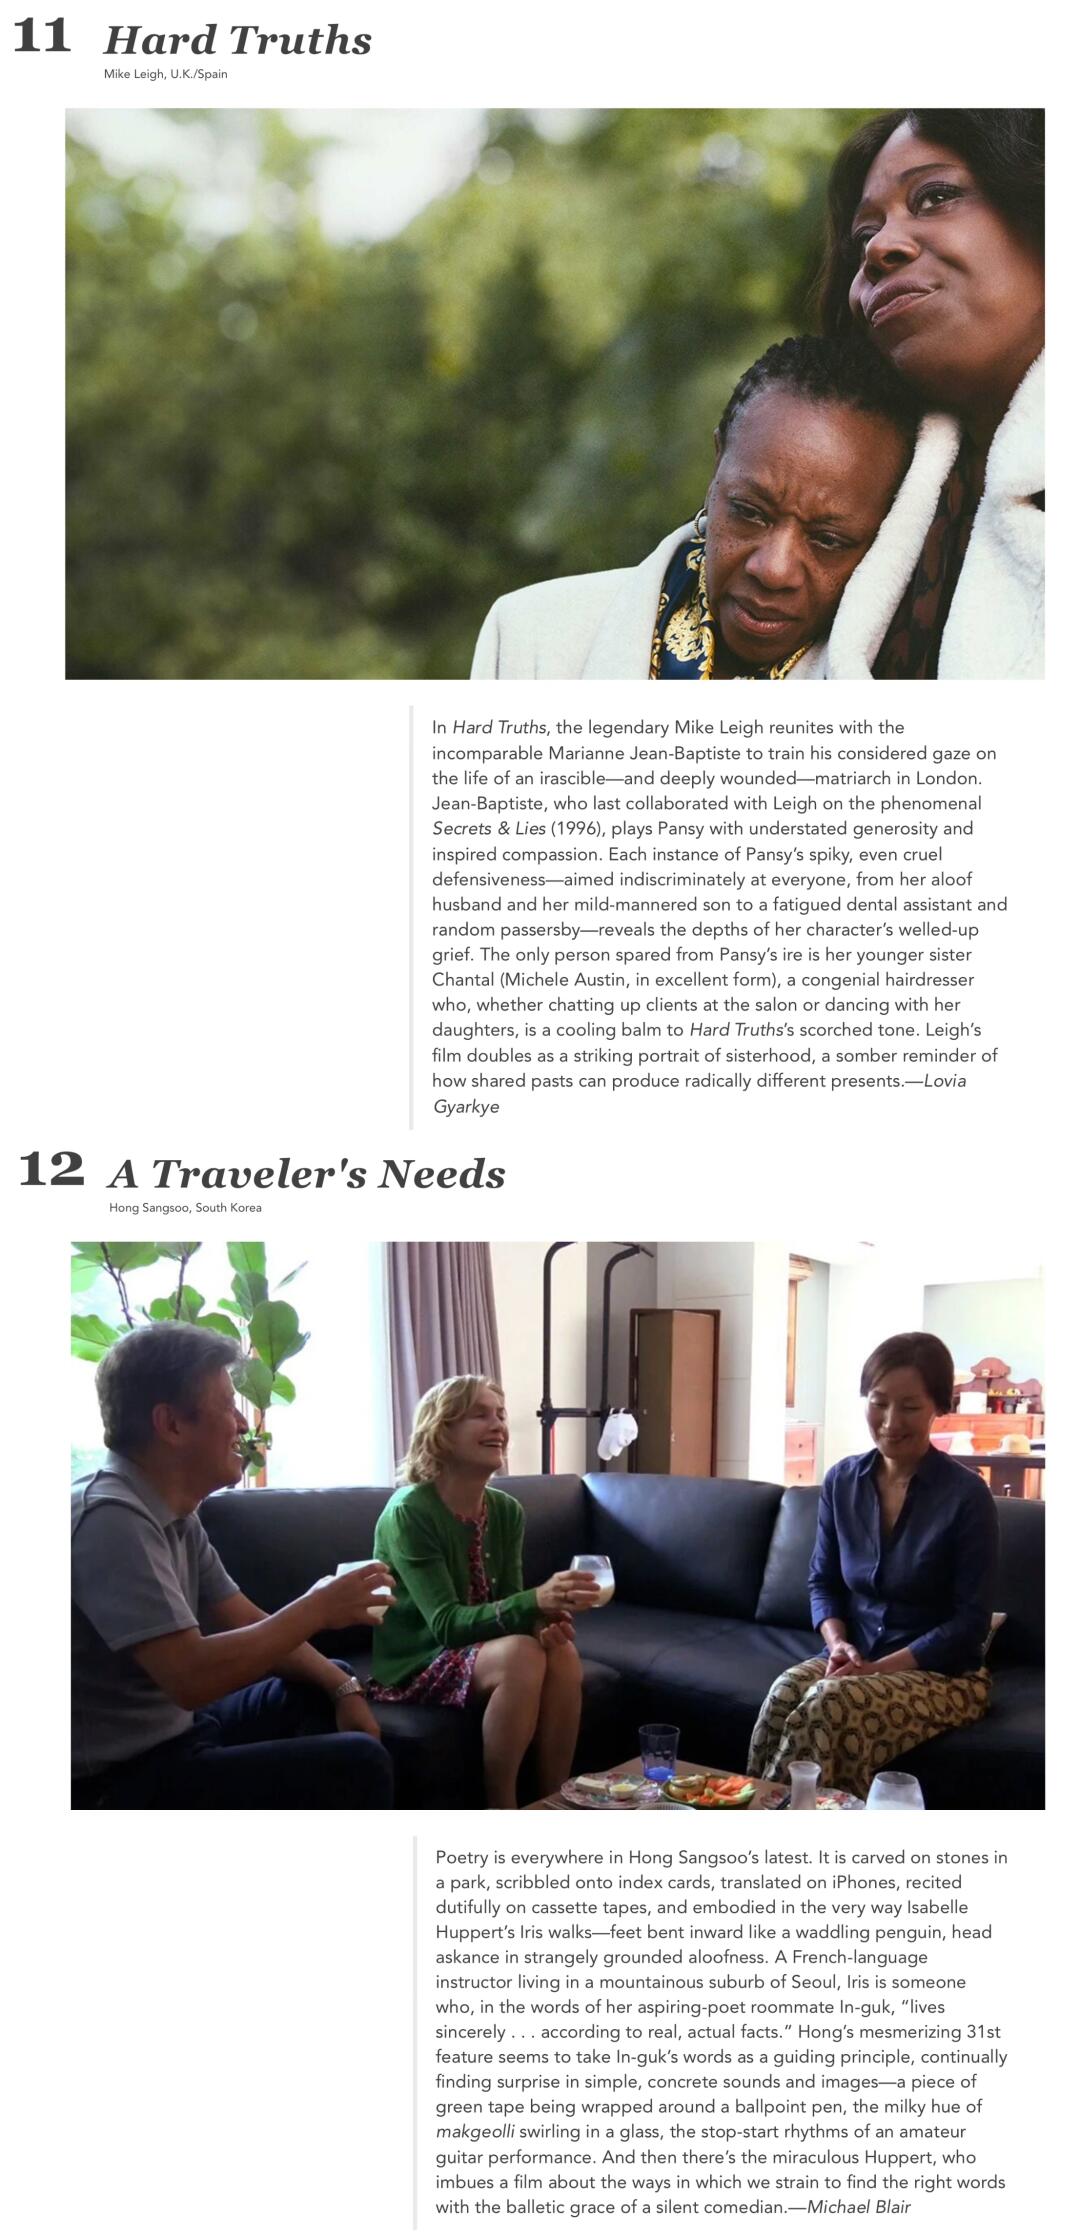 11 Hard Truths
Mike Leigh, U.K./Spain
In Hard Truths, the legendary Mike Leigh reunites with the
incomparable Marianne Jean-Baptiste to train his considered gaze on
the life of an irascible—and deeply wounded—matriarch in London.
Jean-Baptiste, who last collaborated with Leigh on the phenomenal
Secrets & Lies (1996), plays Pansy with understated generosity and
inspired compassion. Each instance of Pansy’s spiky, even cruel
defensiveness—aimed indiscriminately at everyone, from her aloof
husband and her mild-mannered son to a fatigued dental assistant and
random passersby—reveals the depths of her character’s welled-up
grief. The only person spared from Pansy’s ire is her younger sister
Chantal (Michele Austin, in excellent form), a congenial hairdresser
who, whether chatting up clients at the salon or dancing with her
daughters, is a cooling balm to Hard Truths’s scorched tone. Leigh’s
film doubles as a striking portrait of sisterhood, a somber reminder of
how shared pasts can produce radically different presents.—Lovia
Gyarkye
12 A Traveler's Needs
Hong Sangsoo, South Korea
Poetry is everywhere in Hong Sangsoo’s latest. It is carved on stones in
a park, scribbled onto index cards, translated on iPhones, recited
dutifully on cassette tapes, and embodied in the very way Isabelle
Huppert’s Iris walks—feet bent inward like a waddling penguin, head
askance in strangely grounded aloofness. A French-language
instructor living in a mountainous suburb of Seoul, Iris is someone
who, in the words of her aspiring-poet roommate In-guk, “lives
sincerely . . . according to real, actual facts.” Hong’s mesmerizing 31st
feature seems to take In-guk’s words as a guiding principle, continually
finding surprise in simple, concrete sounds and images—a piece of
green tape being wrapped around a ballpoint pen, the milky hue of
makgeolli swirling in a glass, the stop-start rhythms of an amateur
guitar performance. And then there’s the miraculous Huppert, who
imbues a film about the ways in which we strain to find the right words
with the balletic grace of a silent comedian.—Michael Blair